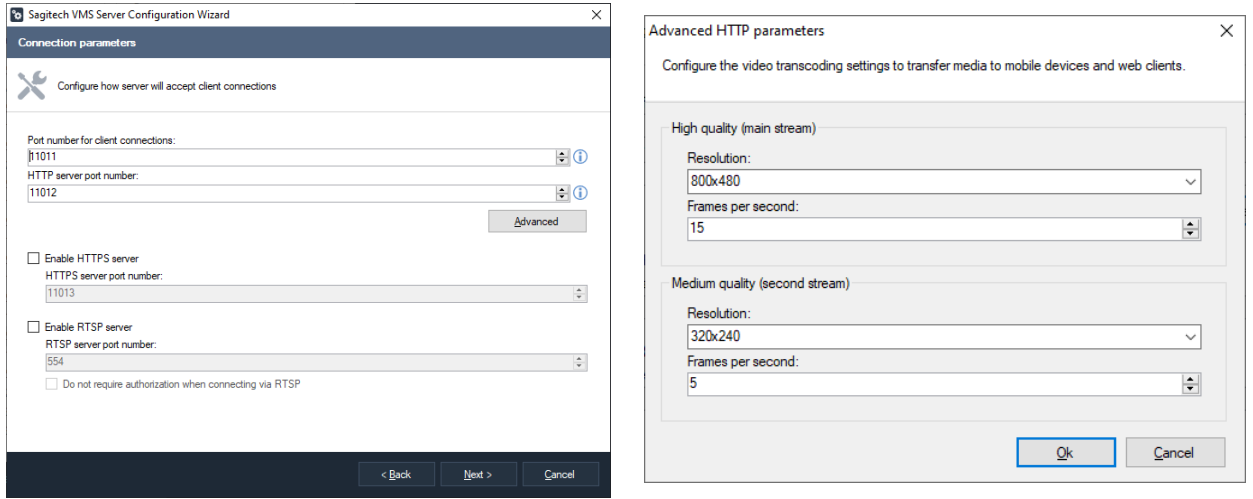 Sagitech VMS Server Configuration Wizard
Connection parameters
Configure how server will accept client connections
Port number for client connections:
11011
HTTP server port number:
11012
Advanced
Enable HTTPS server
HTTPS server port number:
11013
Enable RTSP server
RTSP server port number:
554
Do not require authorization when connecting via RTSP
< Back
Next >
Cancel
Advanced HTTP parameters
Configure the video transcoding settings to transfer media to mobile devices and web clients.
High quality (main stream)
Resolution:
800x480
Frames per second:
15
Medium quality (second stream)
Resolution:
320x240
Frames per second:
5
Ok
Cancel